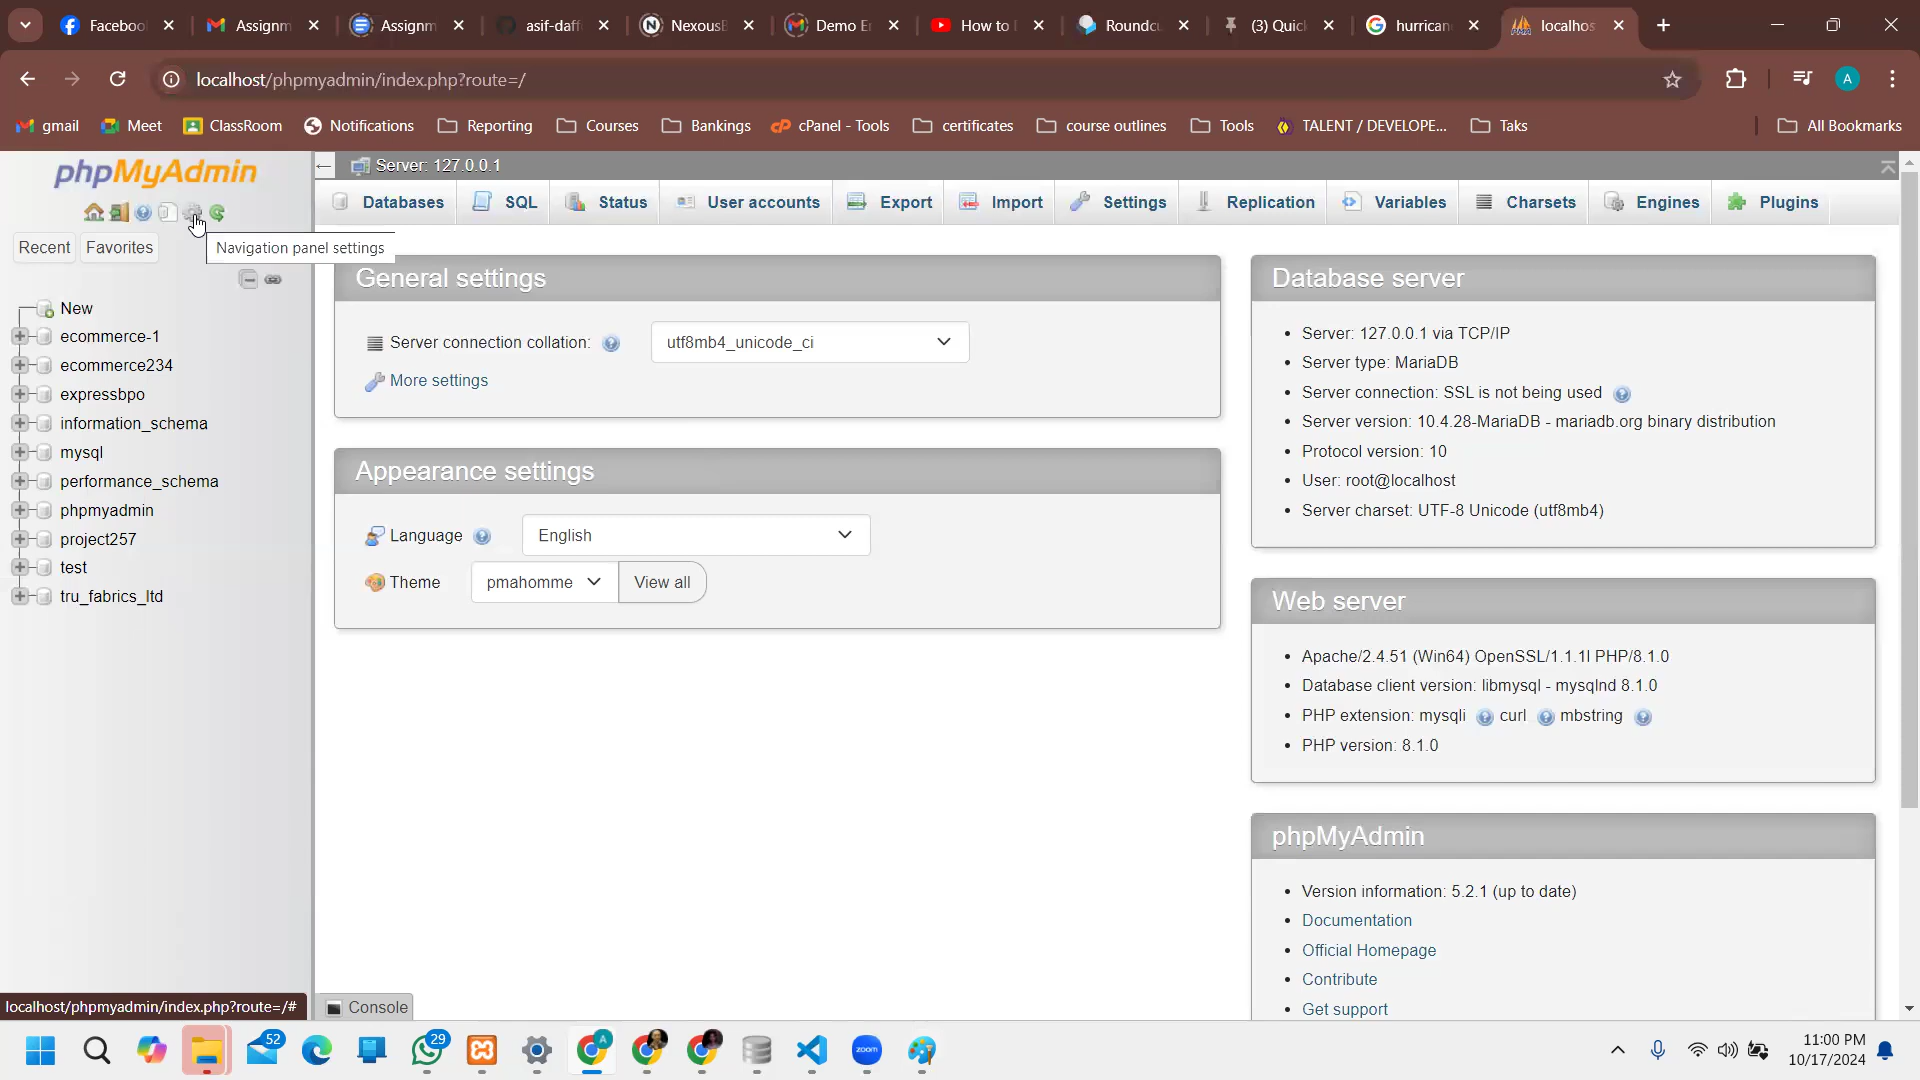 Facebook
Assignm
Assignm
asif-daff
NexousB
Demo E
How to
Roundcu
(3) Quic
hurrican
localhos
localhost/phpmyadmin/index.php?route=/
A
gmail
Meet
ClassRoom
Notifications
Reporting
Courses
Bankings
cPanel - Tools
certificates
course outlines
Tools
TALENT / DEVELOPE...
Taks
All Bookmarks
phpMyAdmin
Recent
Favorites
Navigation panel settings
New
ecommerce-1
ecommerce234
expressbpo
information_schema
mysql
performance_schema
phpmyadmin
project257
test
tru_fabrics_ltd
localhost/phpmyadmin/index.php?route=/#
Server: 127.0.0.1
Databases
SQL
Status
User accounts
Export
Import
Settings
Replication
Variables
Charsets
Engines
Plugins
General settings
Server connection collation:
utf8mb4_unicode_ci
More settings
Appearance settings
Language
English
Theme
pmahomme
View all
Console
Database server
Server: 127.0.0.1 via TCP/IP
Server type: MariaDB
Server connection: SSL is not being used
Server version: 10.4.28-MariaDB - mariadb.org binary distribution
Protocol version: 10
User: root@localhost
Server charset: UTF-8 Unicode (utf8mb4)
Web server
Apache/2.4.51 (Win64) OpenSSL/1.1.1l PHP/8.1.0
Database client version: libmysql - mysqlnd 8.1.0
PHP extension: mysqli curl mbstring
PHP version: 8.1.0
phpMyAdmin
Version information: 5.2.1 (up to date)
Documentation
Official Homepage
Contribute
Get support
52
29
A
zoom
11:00 PM
10/17/2024